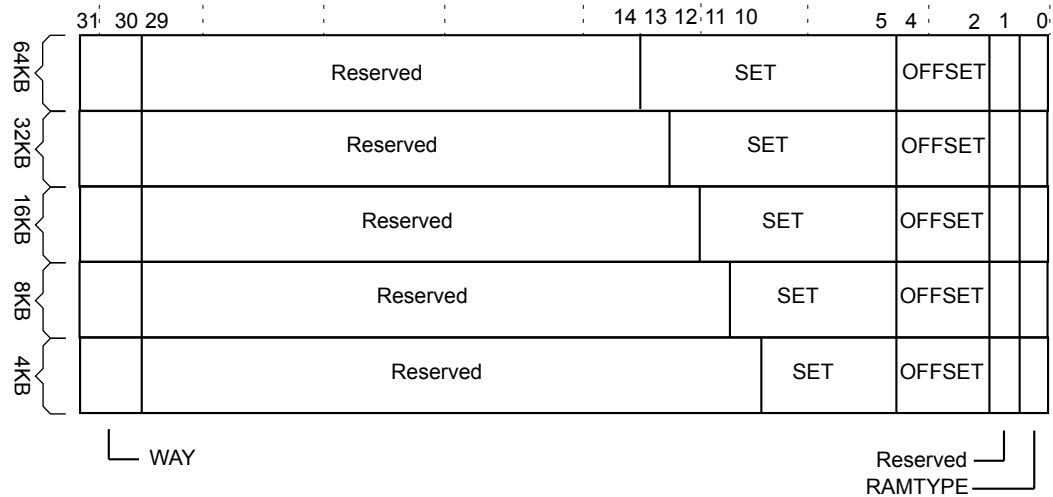 31 30 29 14 13 12 11 10 5 4 2 1 0
64KB Reserved SET OFFSET
32KB Reserved SET OFFSET
16KB Reserved SET OFFSET
8KB Reserved SET OFFSET
4KB Reserved SET OFFSET
WAY
Reserved
RAMTYPE